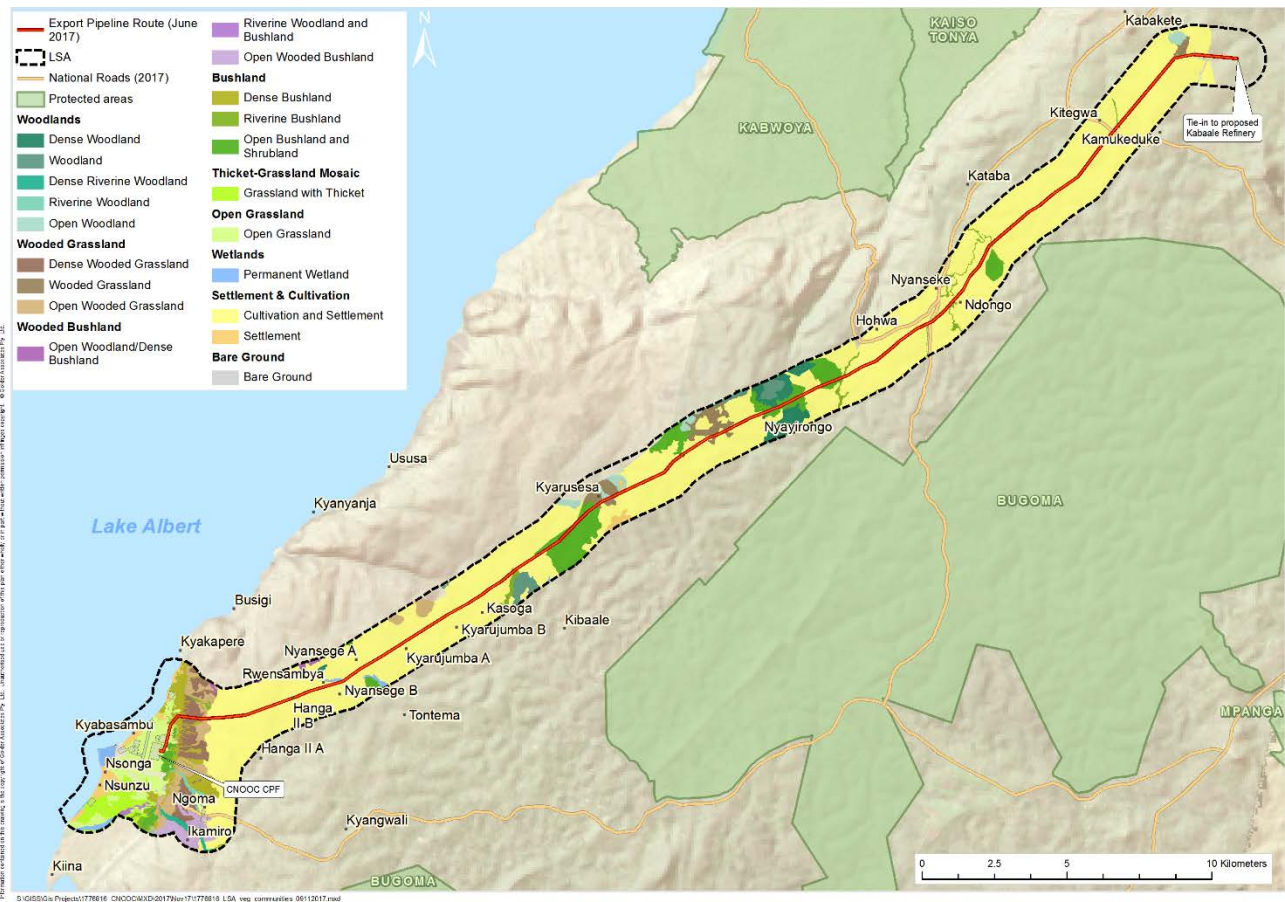 Export Pipeline Route (June
2017)
LSA
National Roads (2017)
Protected areas
Woodlands
Dense Woodland
Woodland
Dense Riverine Woodland
Riverine Woodland
Open Woodland
Wooded Grassland
Dense Wooded Grassland
Wooded Grassland
Open Wooded Grassland
Wooded Bushland
Open Woodland/Dense
Bushland
Riverine Woodland and
Bushland
Open Wooded Bushland
Bushland
Dense Bushland
Riverine Bushland
Open Bushland and
Shrubland
Thicket-Grassland Mosaic
Grassland with Thicket
Open Grassland
Open Grassland
Wetlands
Permanent Wetland
Settlement & Cultivation
Cultivation and Settlement
Settlement
Bare Ground
Bare Ground
N
KAISO
TONYA
Kabakete
KABWOYA
Kitegwa
Kamukeduke
Tie-in to proposed
Kabaale Refinery
Kataba
Nyanseke
Ndongo
Hohwa
Nyayirongo
Ususa
Kyarusesa
Kyanyanja
Lake Albert
BUGOMA
Busigi
Kasoga
Kibaale
Kyarujumba B
Kyakapere
Nyansege A
Kyarujumba A
Rwensambya
Nyansege B
Hanga
II B
Tontema
MPANGA
Kyabasambu
Hanga II A
Nsonga
CNOOC CPF
Nsunzu
Ngoma
Ikamiro
Kyangwali
Kiina
BUGOMA
0 2.5 5 10 Kilometers